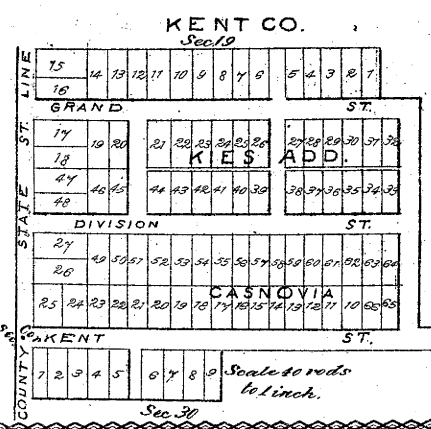 KENT CO.
Sec. 19
15 14 13 12 11 10 9 8 7 6 5 4 3 2 1
16
GRAND ST.
17 19 20 21 22 23 24 25 26 27 28 29 30 31 32
18
KIES ADD.
47 46 45 44 43 42 41 40 39 38 37 36 35 34 33
48
DIVISION ST.
27 49 50 51 52 53 54 55 56 57 58 59 60 61 62 63 64
26
CASNOVIA
25 24 23 22 21 20 19 18 17 16 15 14 13 12 11 10 66 65
KENT ST.
1 2 3 4 5 6 7 8 9
Scale 40 rods
to 1 inch.
Sec 30
STATE ST. LINE
COUNTY